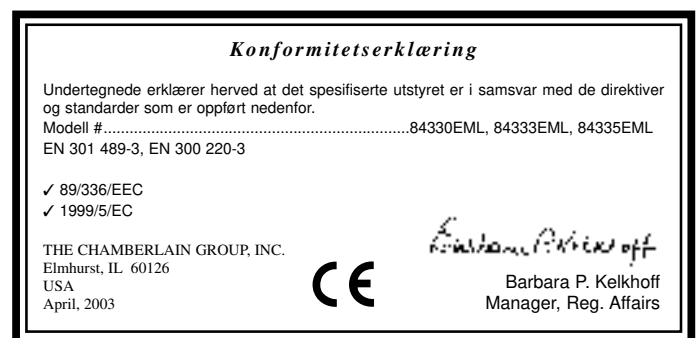 Konformitetserklæring
Undertegnede erklærer herved at det spesifiserte utstyret er i samsvar med de direktiver
og standarder som er oppført nedenfor.
Modell #......................................................................84330EML, 84333EML, 84335EML
EN 301 489-3, EN 300 220-3
✓ 89/336/EEC
✓ 1999/5/EC
THE CHAMBERLAIN GROUP, INC.
Elmhurst, IL 60126
USA
April, 2003
CE
Barbara P. Kelkhoff
Manager, Reg. Affairs